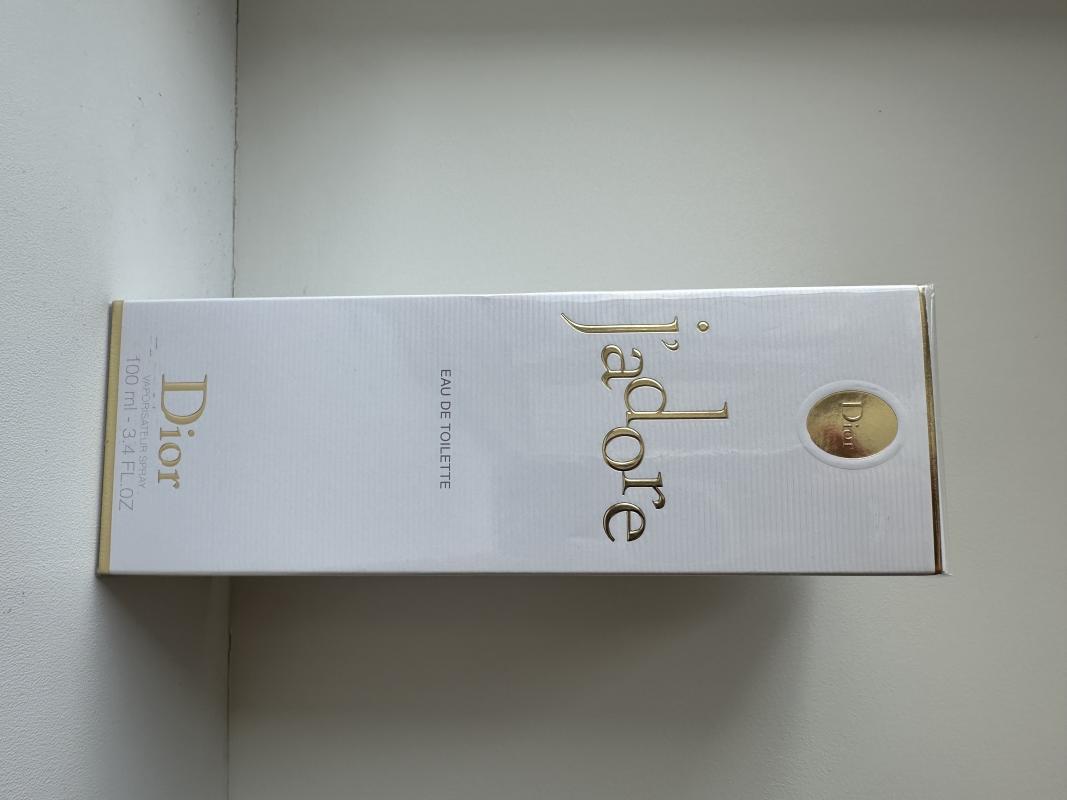 Dior
j'adore
EAU DE TOILETTE
Dior
VAPORISATEUR SPRAY
100 ml - 3.4 FL.OZ